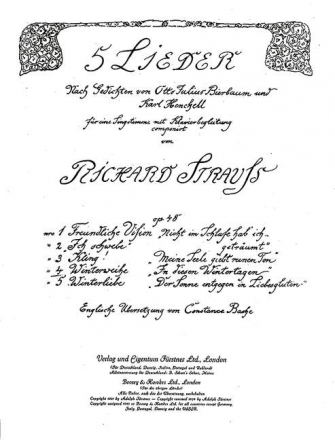 5 LIEDER
Nach Gedichten von Otto Julius Bierbaum und
Karl Henckell
für eine Singstimme mit Klavierbegleitung
componirt
von
RICHARD STRAUSS
op 48
nro 1 Freundliche Vision "Nicht im Schlafe hab' ich
geträumt"
" 2 Ich schwebe
" 3 Kling! "Meine Seele giebt reinen Ton"
" 4 Winterweihe "In diesen Wintertagen"
" 5 Winterliebe "Der Sonne entgegen in Liebesgluten"
Englische Übersetzung von Constance Bache
Verlag und Eigentum Fürstner Ltd., London
Boosey & Hawkes Ltd., London